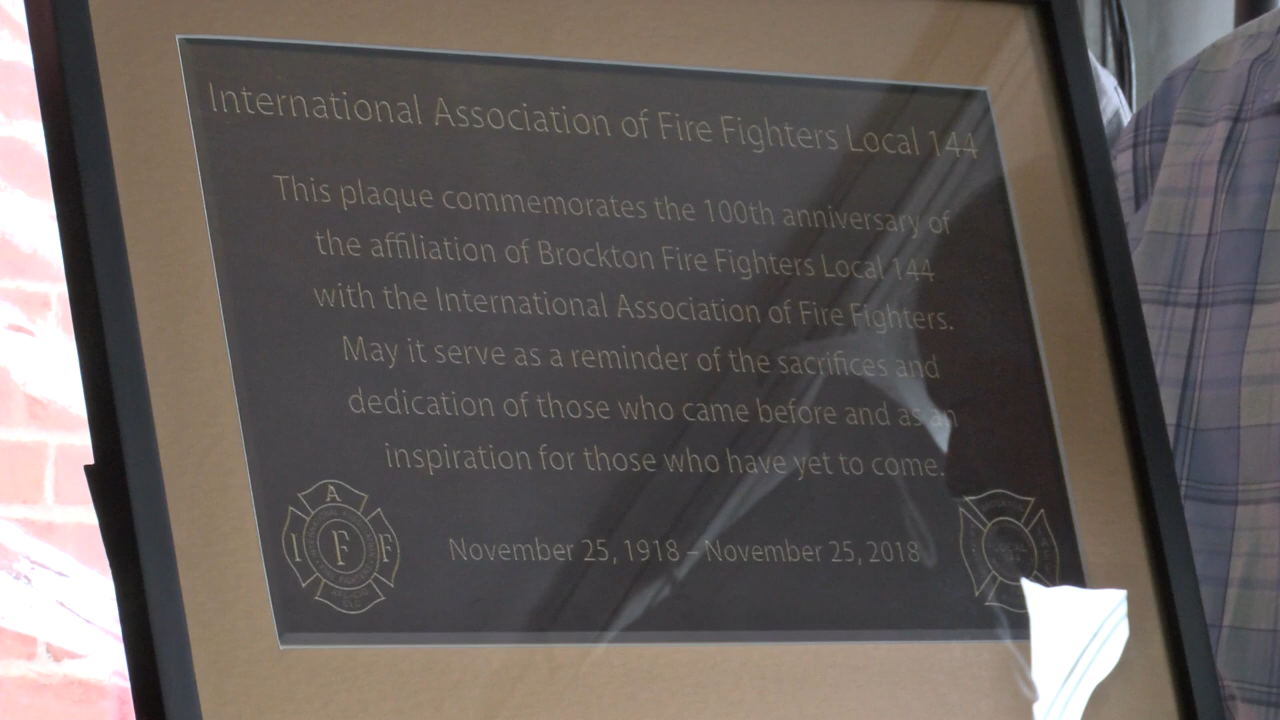 International Association of Fire Fighters Local 144
This plaque commemorates the 100th anniversary of
the affiliation of Brockton Fire Fighters Local 144
with the International Association of Fire Fighters.
May it serve as a reminder of the sacrifices and
dedication of those who came before and as an
inspiration for those who have yet to come.
A
I F F
November 25, 1918 – November 25, 2018